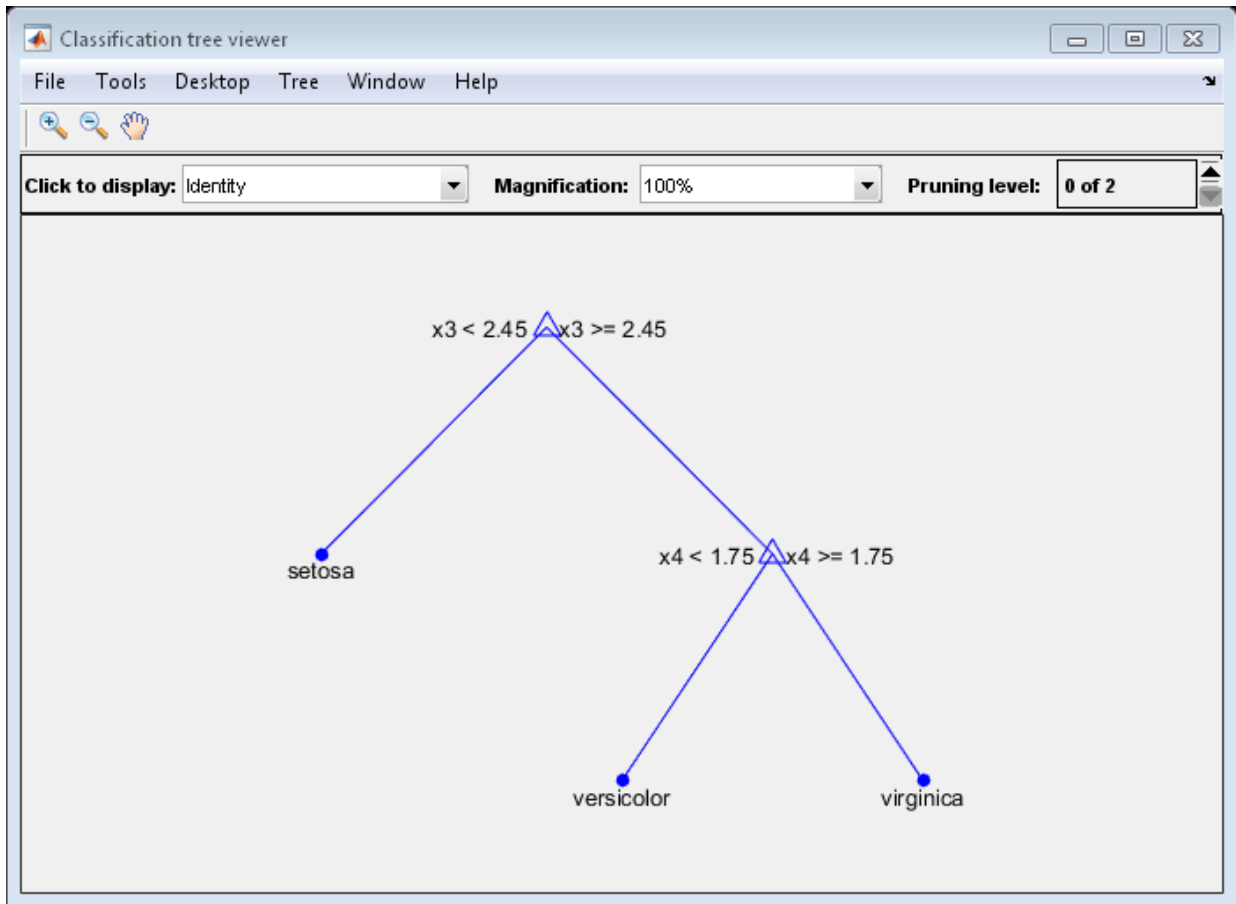 Classification tree viewer
File Tools Desktop Tree Window Help
Click to display: Identity Magnification: 100% Pruning level: 0 of 2
x3 < 2.45 x3 >= 2.45
setosa
x4 < 1.75 x4 >= 1.75
versicolor
virginica